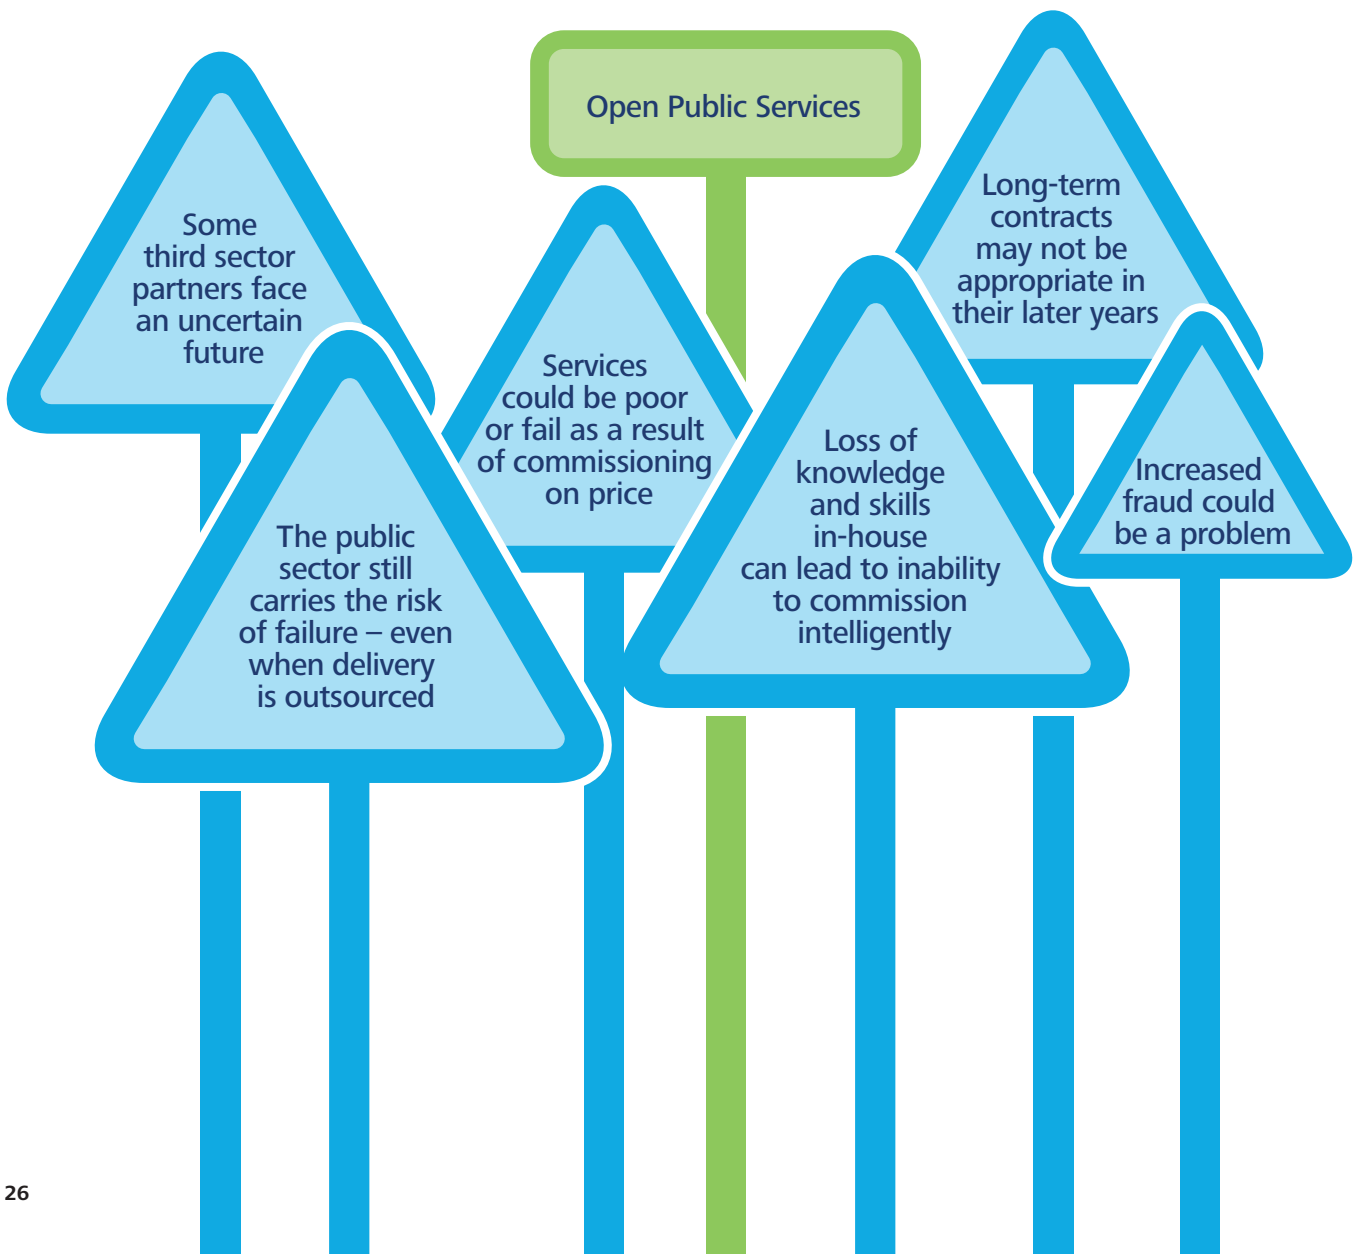 Open Public Services
Some
third sector
partners face
an uncertain
future
Long-term
contracts
may not be
appropriate in
their later years
Services
could be poor
or fail as a result
of commissioning
on price
Loss of
knowledge
and skills
in-house
can lead to inability
to commission
intelligently
Increased
fraud could
be a problem
The public
sector still
carries the risk
of failure – even
when delivery
is outsourced
26